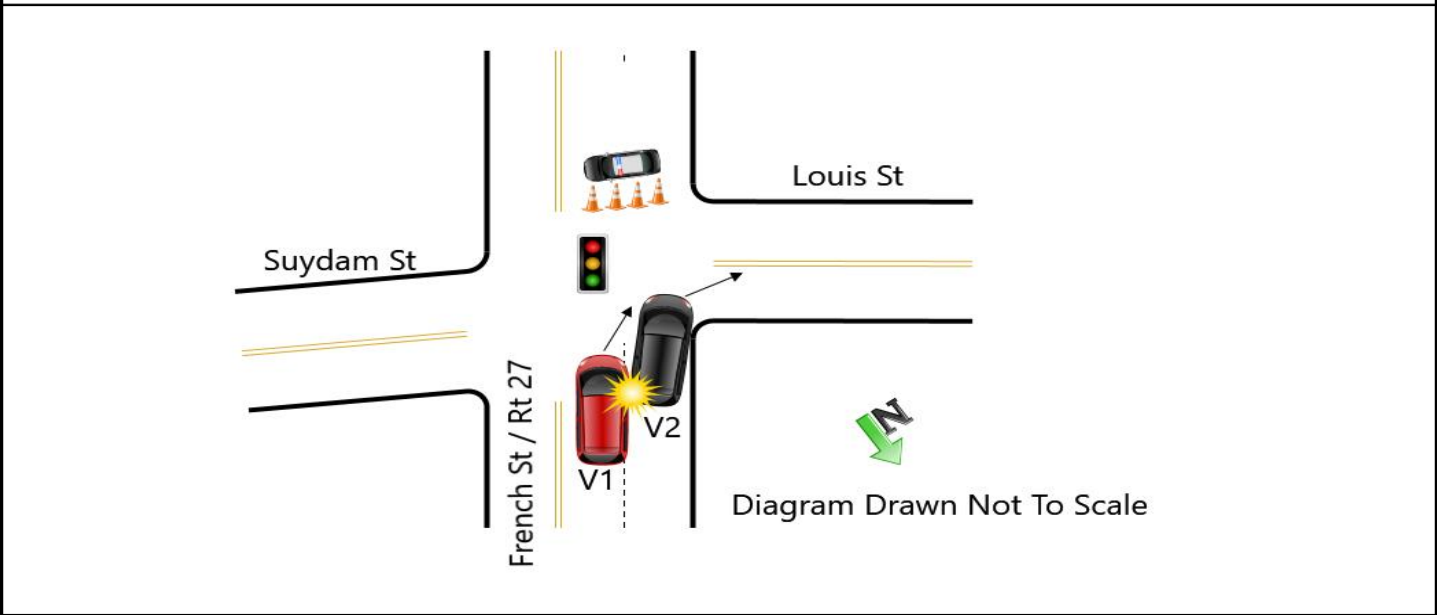 Louis St
Suydam St
French St / Rt 27
V2
V1
N
Diagram Drawn Not To Scale